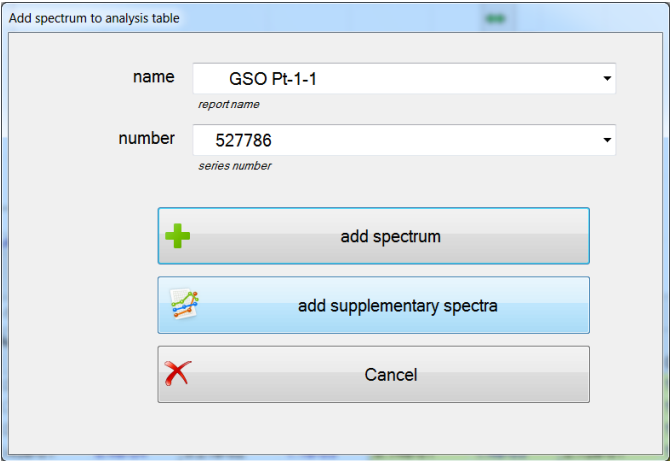 Add spectrum to analysis table
name
GSO Pt-1-1
report name
number
527786
series number
add spectrum
add supplementary spectra
Cancel